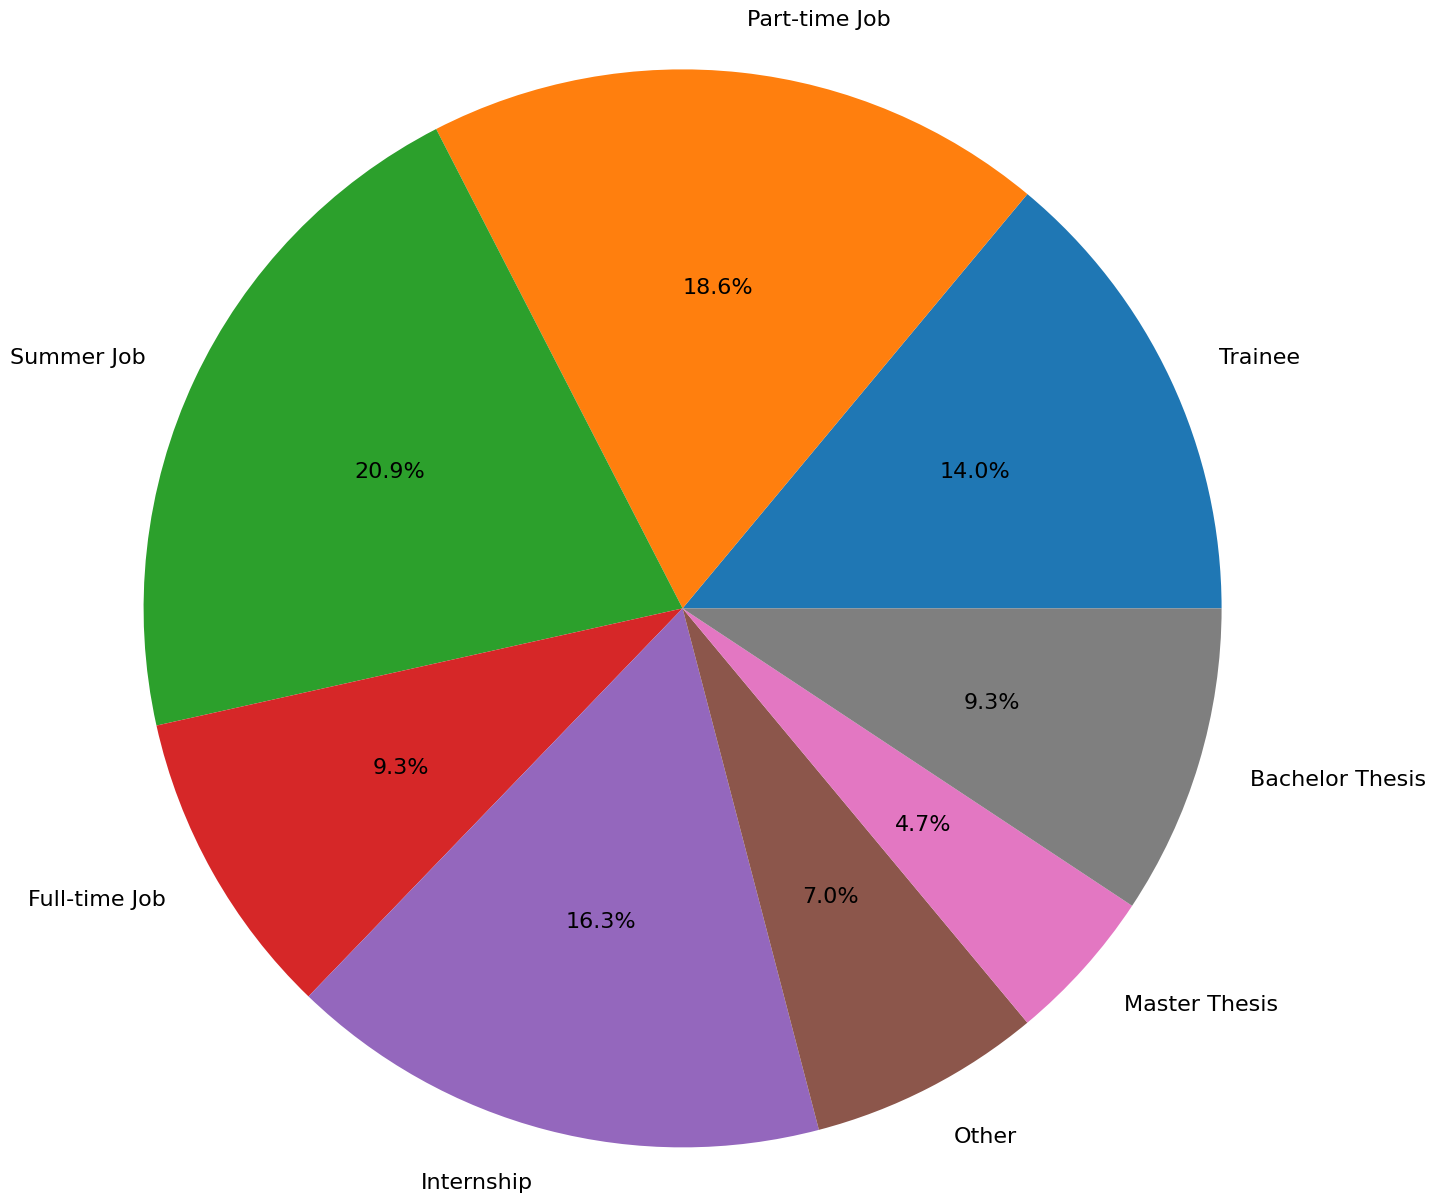 Part-time Job
18.6%
Trainee
14.0%
Summer Job
20.9%
9.3%
Full-time Job
16.3%
Internship
7.0%
Other
4.7%
Master Thesis
9.3%
Bachelor Thesis